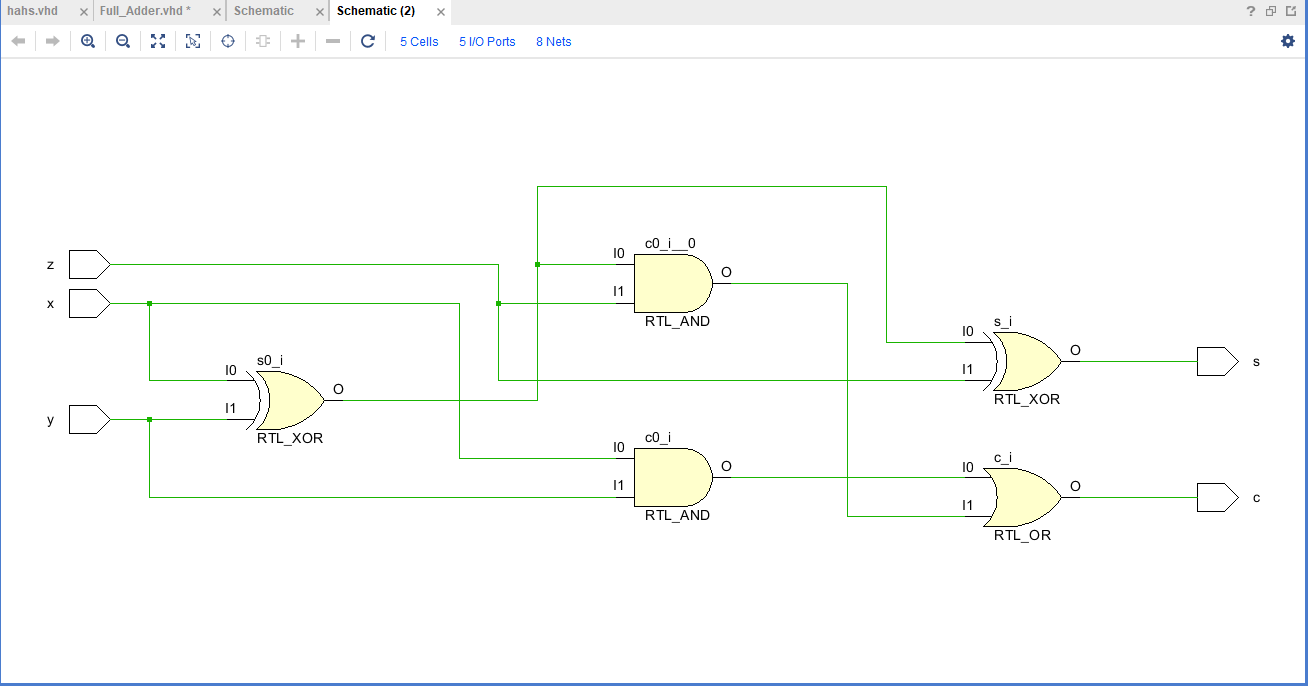 hahs.vhd × Full_Adder.vhd * × Schematic × Schematic (2) × ?
5 Cells 5 I/O Ports 8 Nets
c0_i__0
I0
O
z
I1
x
RTL_AND
s_i
I0
O
s0_i
s
I0
I1
O
RTL_XOR
I1
y
RTL_XOR
c0_i
I0
c_i
O
I0
I1
O
c
I1
RTL_AND
RTL_OR